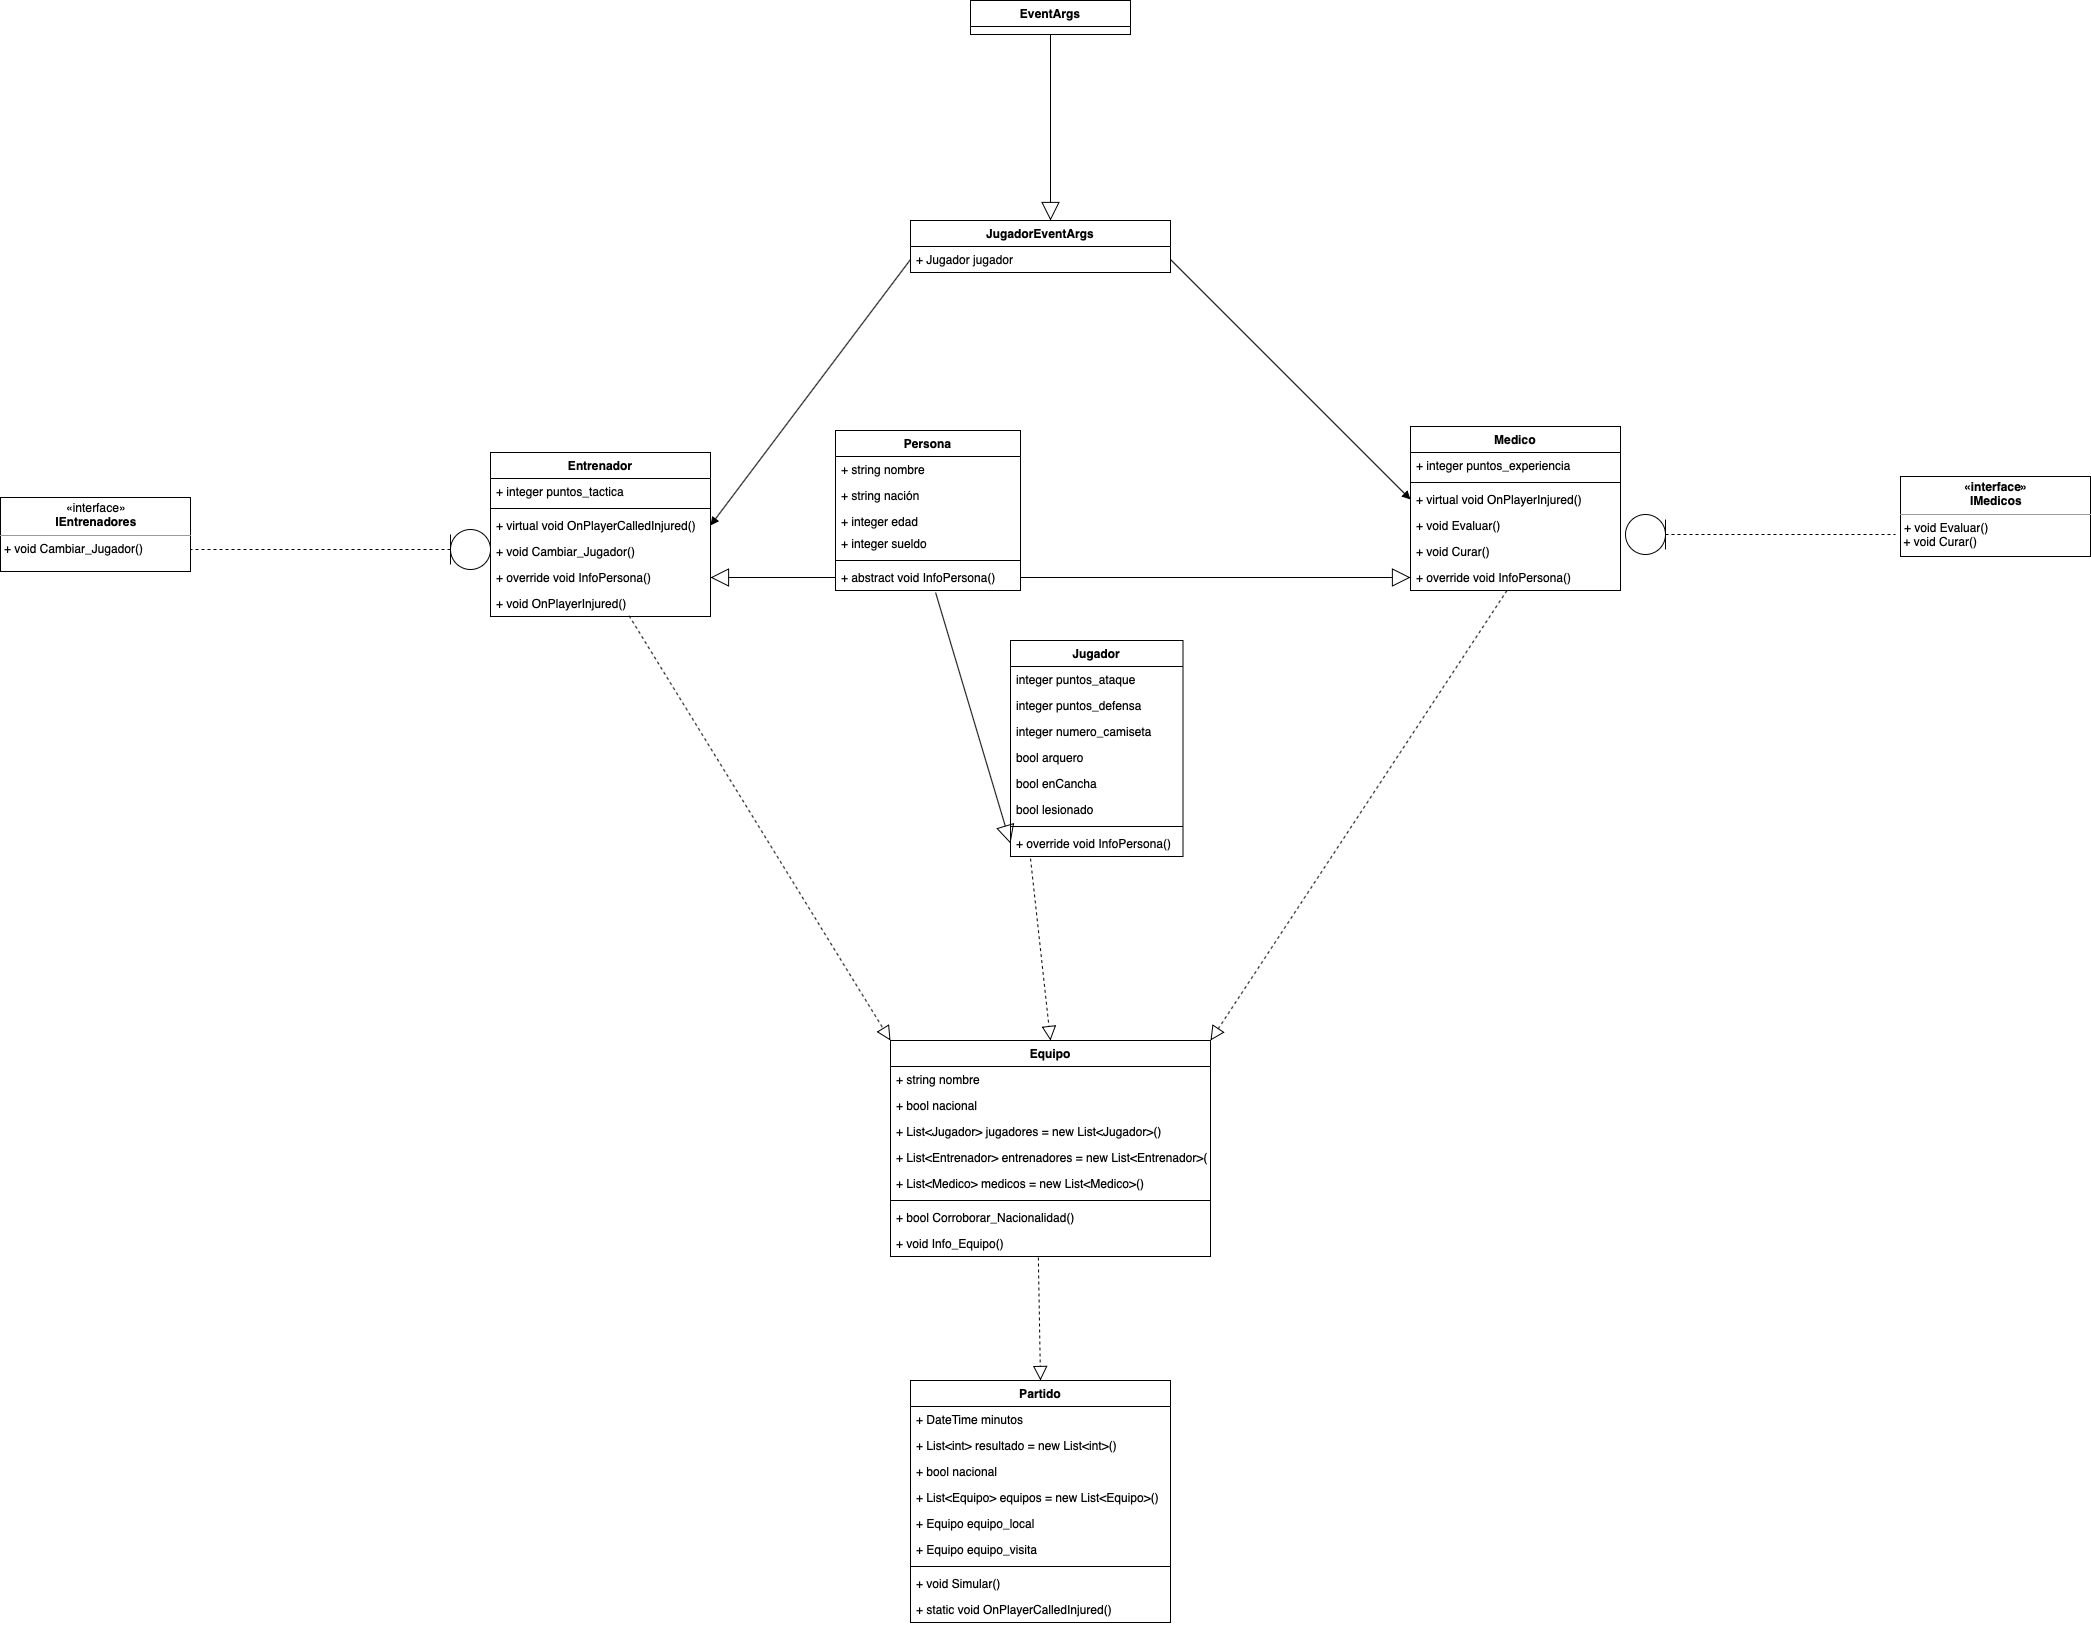 EventArgs
JugadorEventArgs
+ Jugador jugador
«interface»
IEntrenadores
+ void Cambiar_Jugador()
Entrenador
+ integer puntos_tactica
+ virtual void OnPlayerCalledInjured()
+ void Cambiar_Jugador()
+ override void InfoPersona()
+ void OnPlayerInjured()
Persona
+ string nombre
+ string nación
+ integer edad
+ integer sueldo
+ abstract void InfoPersona()
Medico
+ integer puntos_experiencia
+ virtual void OnPlayerInjured()
+ void Evaluar()
+ void Curar()
+ override void InfoPersona()
«interface»
IMedicos
+ void Evaluar()
+ void Curar()
Jugador
integer puntos_ataque
integer puntos_defensa
integer numero_camiseta
bool arquero
bool enCancha
bool lesionado
+ override void InfoPersona()
Equipo
+ string nombre
+ bool nacional
+ List<Jugador> jugadores = new List<Jugador>()
+ List<Entrenador> entrenadores = new List<Entrenador>(
+ List<Medico> medicos = new List<Medico>()
+ bool Corroborar_Nacionalidad()
+ void Info_Equipo()
Partido
+ DateTime minutos
+ List<int> resultado = new List<int>()
+ bool nacional
+ List<Equipo> equipos = new List<Equipo>()
+ Equipo equipo_local
+ Equipo equipo_visita
+ void Simular()
+ static void OnPlayerCalledInjured()